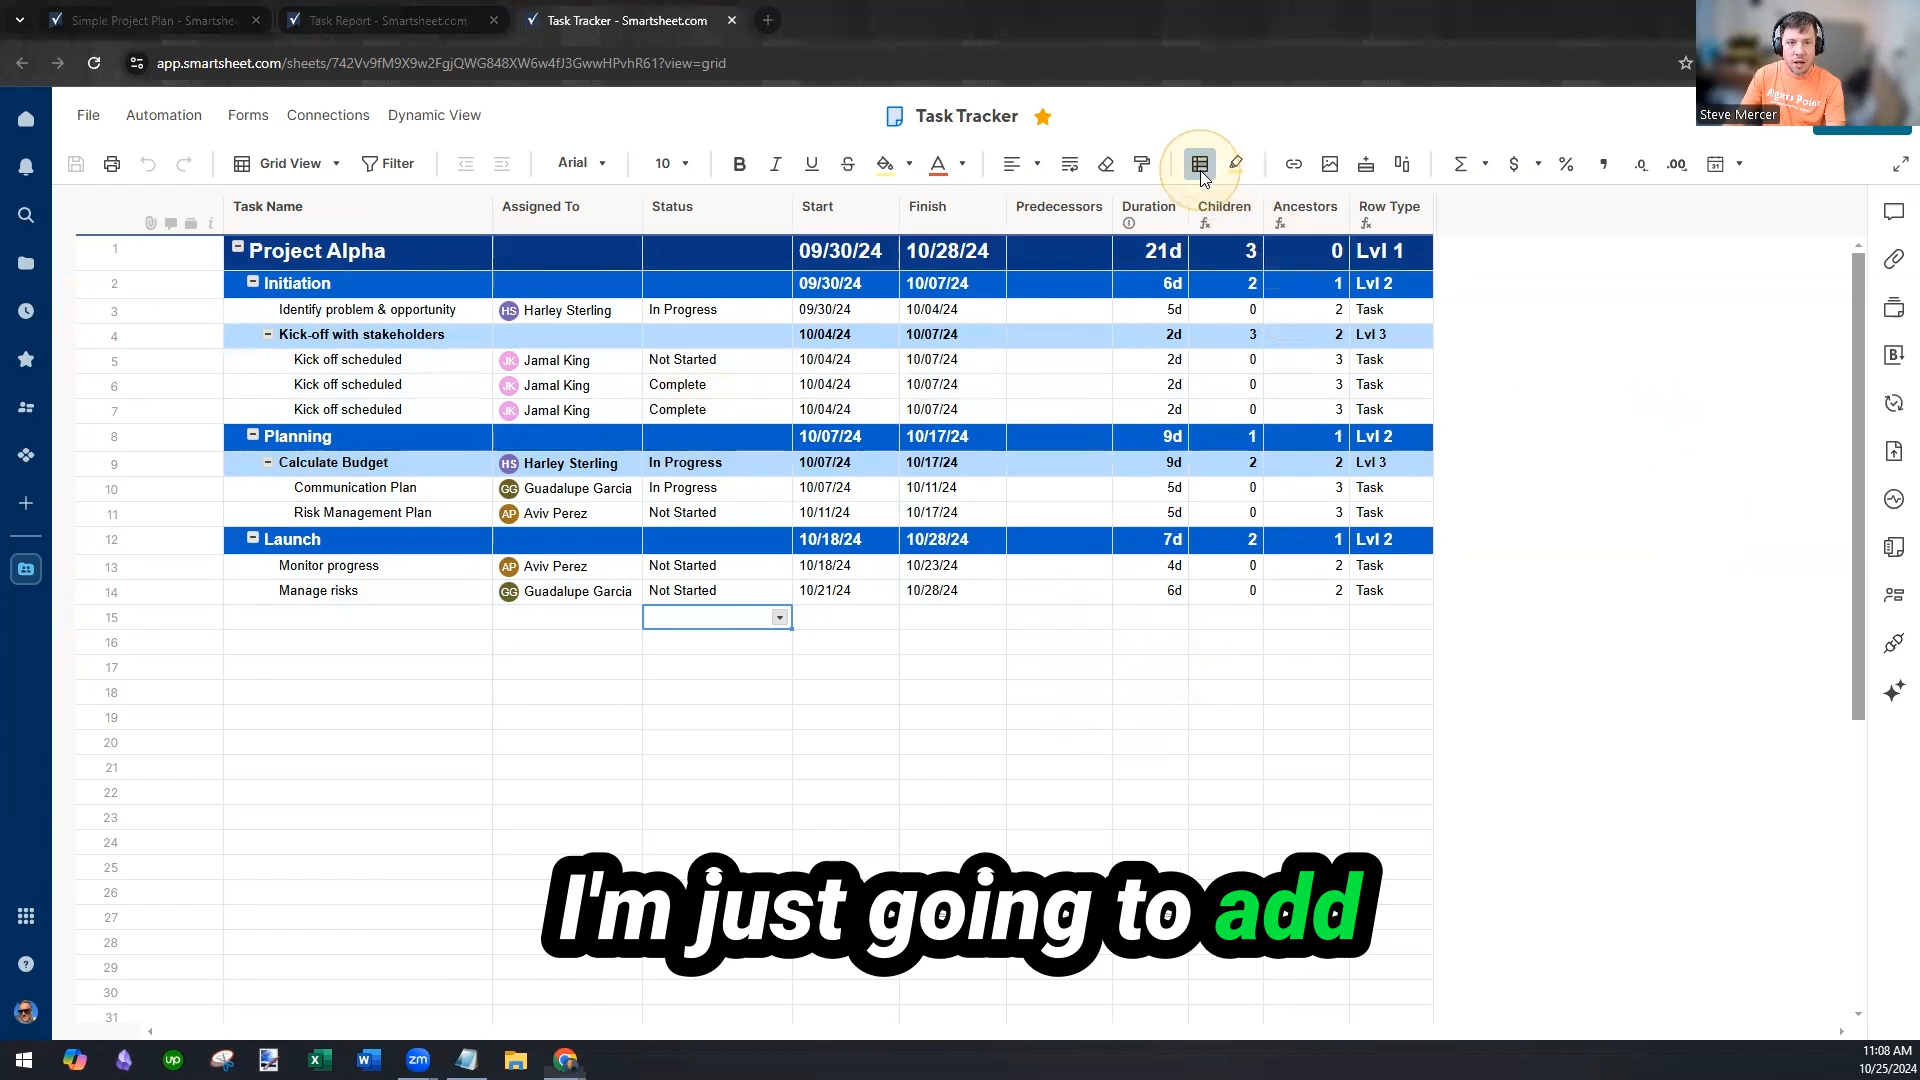 Simple Project Plan - Smartshe
Task Report - Smartsheet.com
Task Tracker - Smartsheet.com
app.smartsheet.com/sheets/742Vv9fM9X9w2FgjQWG848XW6w4fJ3GwwHPvhR61?view=grid
Algiers Point
Steve Mercer
File Automation Forms Connections Dynamic View
Task Tracker
Grid View Filter Arial 10
Task Name Assigned To Status Start Finish Predecessors Duration Children Ancestors Row Type
1 Project Alpha 09/30/24 10/28/24 21d 3 0 Lvl 1
2 Initiation 09/30/24 10/07/24 6d 2 1 Lvl 2
3 Identify problem & opportunity HS Harley Sterling In Progress 09/30/24 10/04/24 5d 0 2 Task
4 Kick-off with stakeholders 10/04/24 10/07/24 2d 3 2 Lvl 3
5 Kick off scheduled JK Jamal King Not Started 10/04/24 10/07/24 2d 0 3 Task
6 Kick off scheduled JK Jamal King Complete 10/04/24 10/07/24 2d 0 3 Task
7 Kick off scheduled JK Jamal King Complete 10/04/24 10/07/24 2d 0 3 Task
8 Planning 10/07/24 10/17/24 9d 1 1 Lvl 2
9 Calculate Budget HS Harley Sterling In Progress 10/07/24 10/17/24 9d 2 2 Lvl 3
10 Communication Plan GG Guadalupe Garcia In Progress 10/07/24 10/11/24 5d 0 3 Task
11 Risk Management Plan AP Aviv Perez Not Started 10/11/24 10/17/24 5d 0 3 Task
12 Launch 10/18/24 10/28/24 7d 2 1 Lvl 2
13 Monitor progress AP Aviv Perez Not Started 10/18/24 10/23/24 4d 0 2 Task
14 Manage risks GG Guadalupe Garcia Not Started 10/21/24 10/28/24 6d 0 2 Task
15
16
17
18
19
20
21
22
23
24
25
26
27
28
29
30
31
I'm just going to add
11:08 AM
10/25/2024